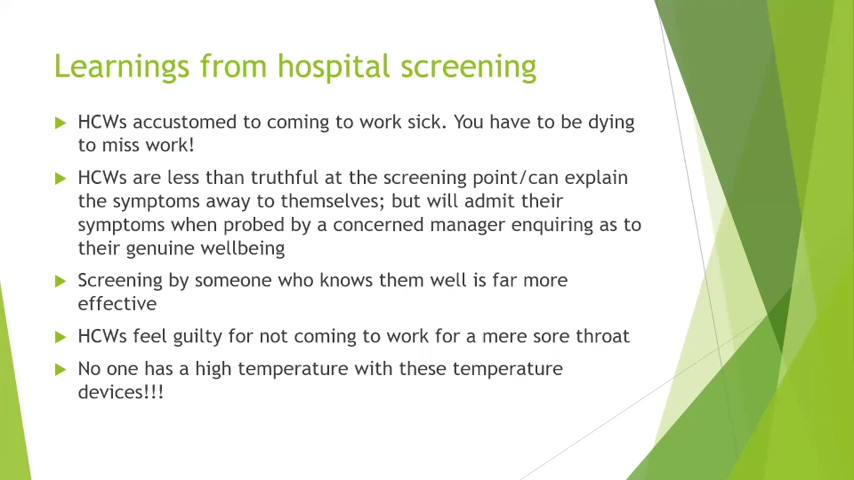 Learnings from hospital screening
HCWs accustomed to coming to work sick. You have to be dying
to miss work!
HCWs are less than truthful at the screening point/can explain
the symptoms away to themselves; but will admit their
symptoms when probed by a concerned manager enquiring as to
their genuine wellbeing
Screening by someone who knows them well is far more
effective
HCWs feel guilty for not coming to work for a mere sore throat
No one has a high temperature with these temperature
devices!!!